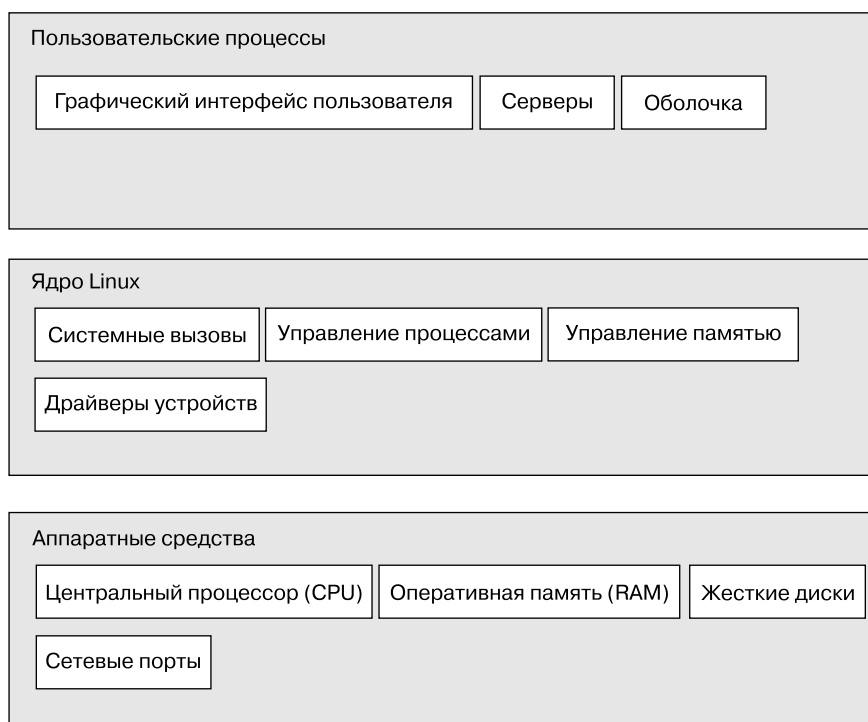 Пользовательские процессы
Графический интерфейс пользователя
Серверы
Оболочка
Ядро Linux
Системные вызовы
Управление процессами
Управление памятью
Драйверы устройств
Аппаратные средства
Центральный процессор (CPU)
Оперативная память (RAM)
Жесткие диски
Сетевые порты